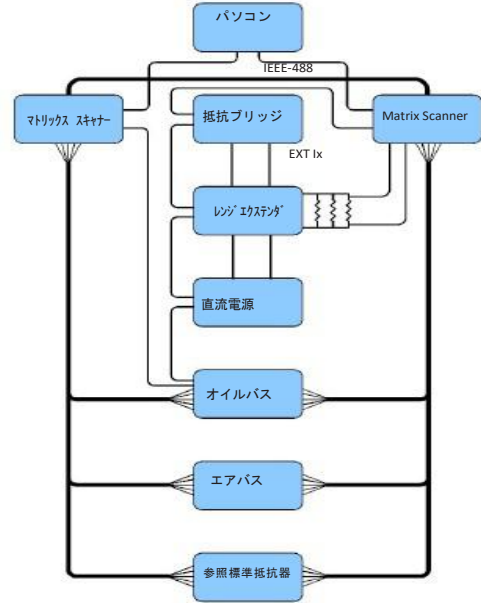 パソコン
IEEE-488
ﾏﾄﾘｯｸｽ ｽｷｬﾅｰ
抵抗ブリッジ
Matrix Scanner
EXT Ix
ﾚﾝｼﾞ ｴｸｽﾃﾝﾀﾞ
直流電源
オイルバス
エアバス
参照標準抵抗器